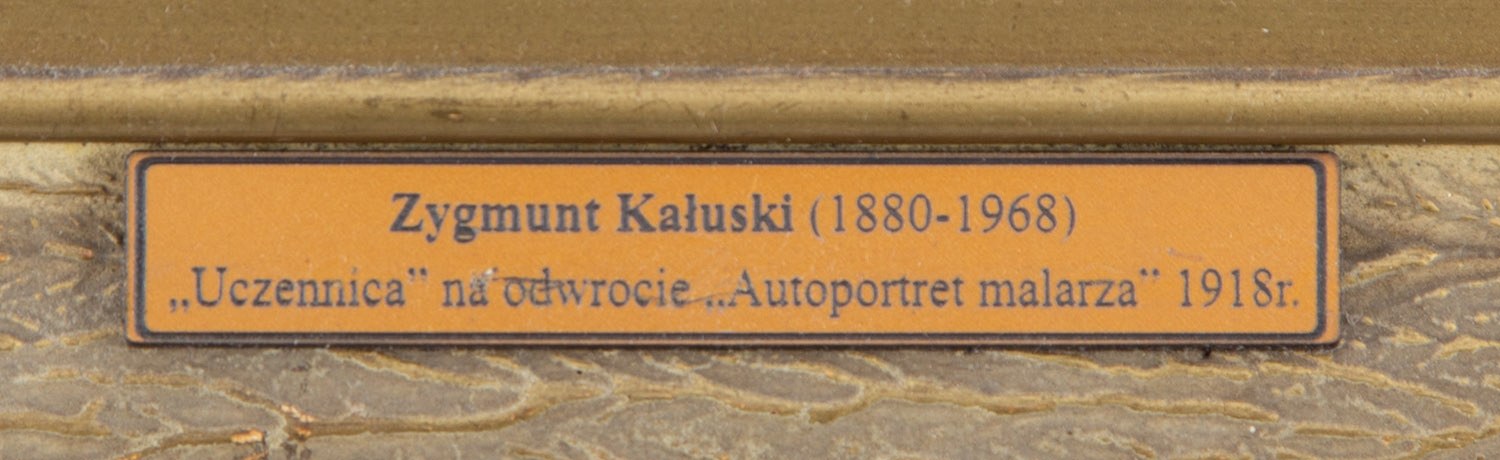 Zygmunt Kałuski (1880-1968)
„Uczennica” na odwrocie „Autoportret malarza” 1918r.